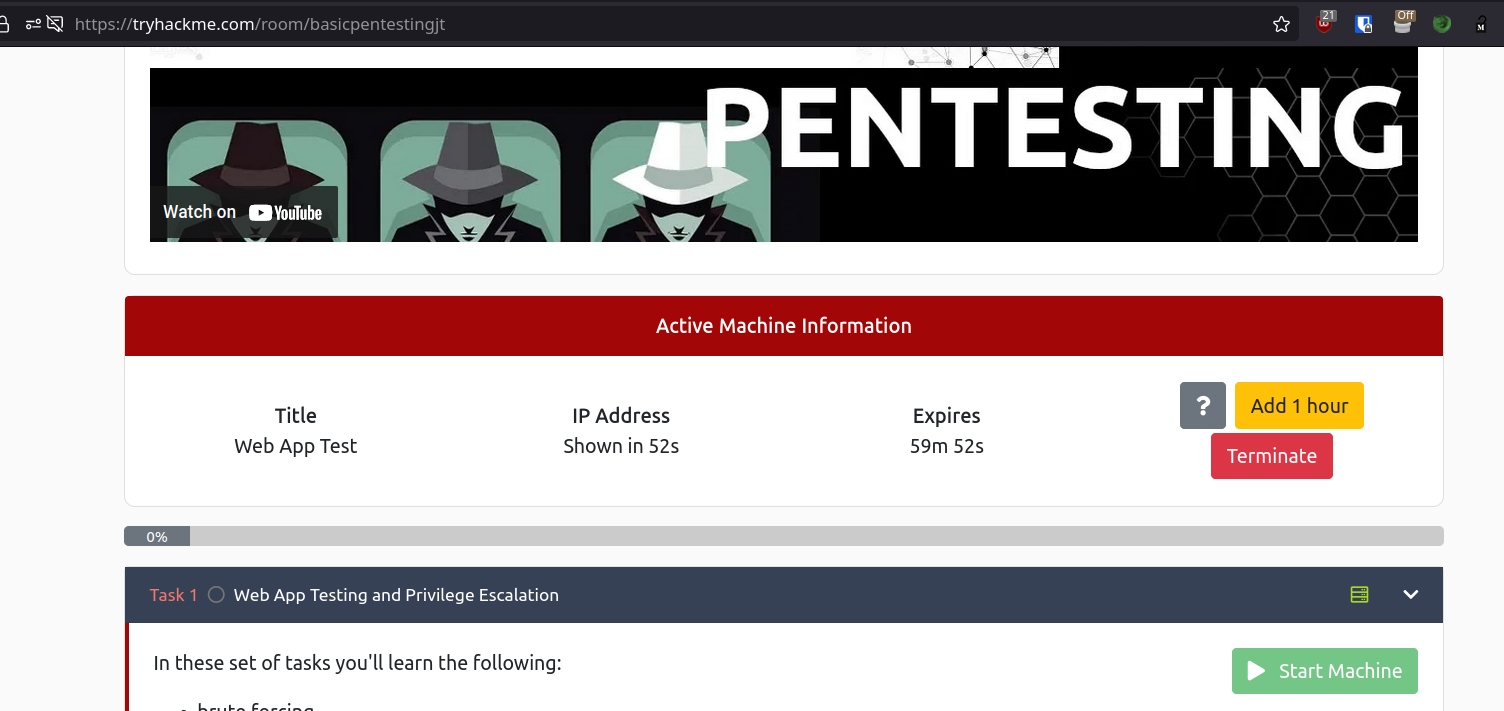 https://tryhackme.com/room/basicpentestingjt
21
Off
M
PENTESTING
Watch on YouTube
Active Machine Information
Title
Web App Test
IP Address
Shown in 52s
Expires
59m 52s
?
Add 1 hour
Terminate
0%
Task 1 Web App Testing and Privilege Escalation
In these set of tasks you'll learn the following:
Start Machine
brute forcing